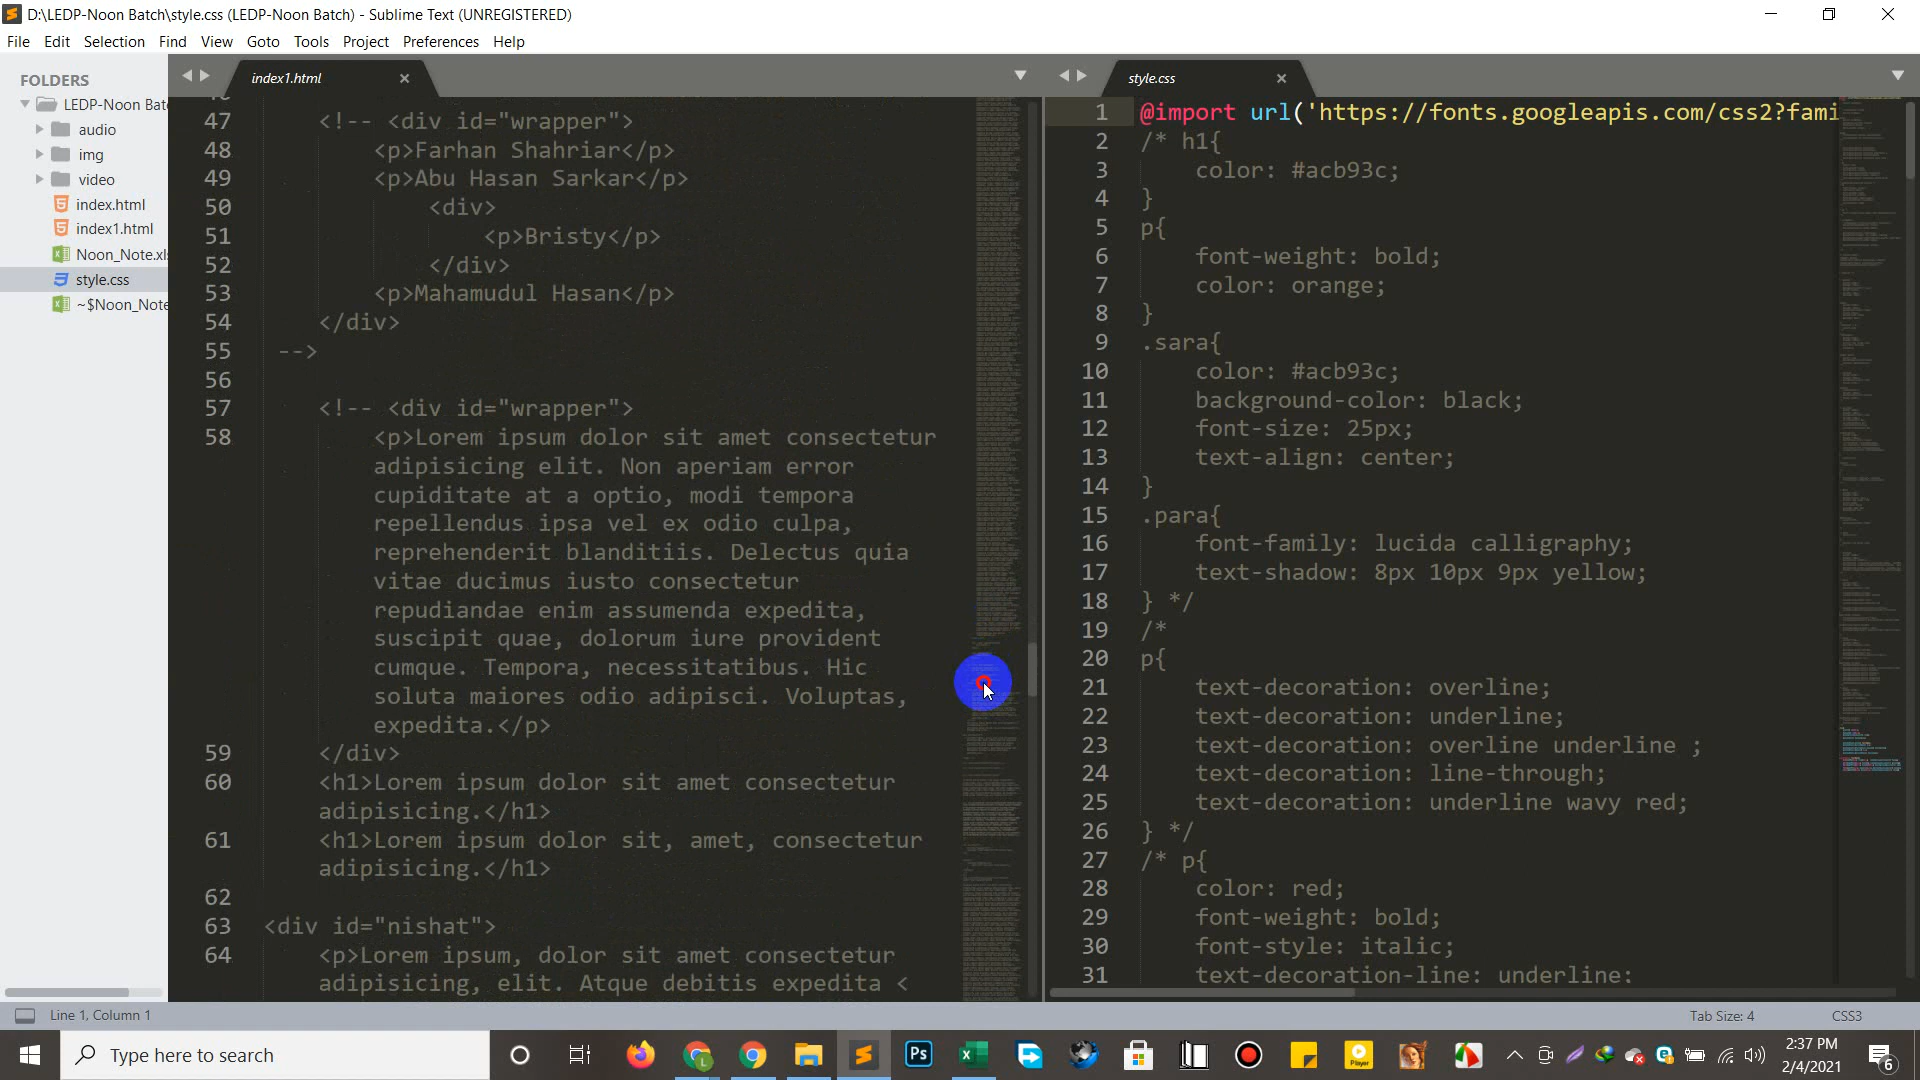 D:\LEDP-Noon Batch\style.css (LEDP-Noon Batch) - Sublime Text (UNREGISTERED)
File Edit Selection Find View Goto Tools Project Preferences Help
FOLDERS
LEDP-Noon Bat
audio
img
video
index.html
index1.html
Noon_Note.xl
style.css
~$Noon_Note
index1.html
47 <!-- <div id="wrapper">
48 <p>Farhan Shahriar</p>
49 <p>Abu Hasan Sarkar</p>
50 <div>
51 <p>Bristy</p>
52 </div>
53 <p>Mahamudul Hasan</p>
54 </div>
55 -->
56
57 <!-- <div id="wrapper">
58 <p>Lorem ipsum dolor sit amet consectetur
adipisicing elit. Non aperiam error
cupiditate at a optio, modi tempora
repellendus ipsa vel ex odio culpa,
reprehenderit blanditiis. Delectus quia
vitae ducimus iusto consectetur
repudiandae enim assumenda expedita,
suscipit quae, dolorum iure provident
cumque. Tempora, necessitatibus. Hic
soluta maiores odio adipisci. Voluptas,
expedita.</p>
59 </div>
60 <h1>Lorem ipsum dolor sit amet consectetur
adipisicing.</h1>
61 <h1>Lorem ipsum dolor sit, amet, consectetur
adipisicing.</h1>
62
63 <div id="nishat">
64 <p>Lorem ipsum, dolor sit amet consectetur
adipisicing, elit. Atque debitis expedita <
style.css
1 @import url('https://fonts.googleapis.com/css2?fami
2 /* h1{
3 color: #acb93c;
4 }
5 p{
6 font-weight: bold;
7 color: orange;
8 }
9 .sara{
10 color: #acb93c;
11 background-color: black;
12 font-size: 25px;
13 text-align: center;
14 }
15 .para{
16 font-family: lucida calligraphy;
17 text-shadow: 8px 10px 9px yellow;
18 } */
19 /*
20 p{
21 text-decoration: overline;
22 text-decoration: underline;
23 text-decoration: overline underline ;
24 text-decoration: line-through;
25 text-decoration: underline wavy red;
26 } */
27 /* p{
28 color: red;
29 font-weight: bold;
30 font-style: italic;
31 text-decoration-line: underline;
Line 1, Column 1
Tab Size: 4
CSS3
Type here to search
Ps
Player
2:37 PM
2/4/2021
6